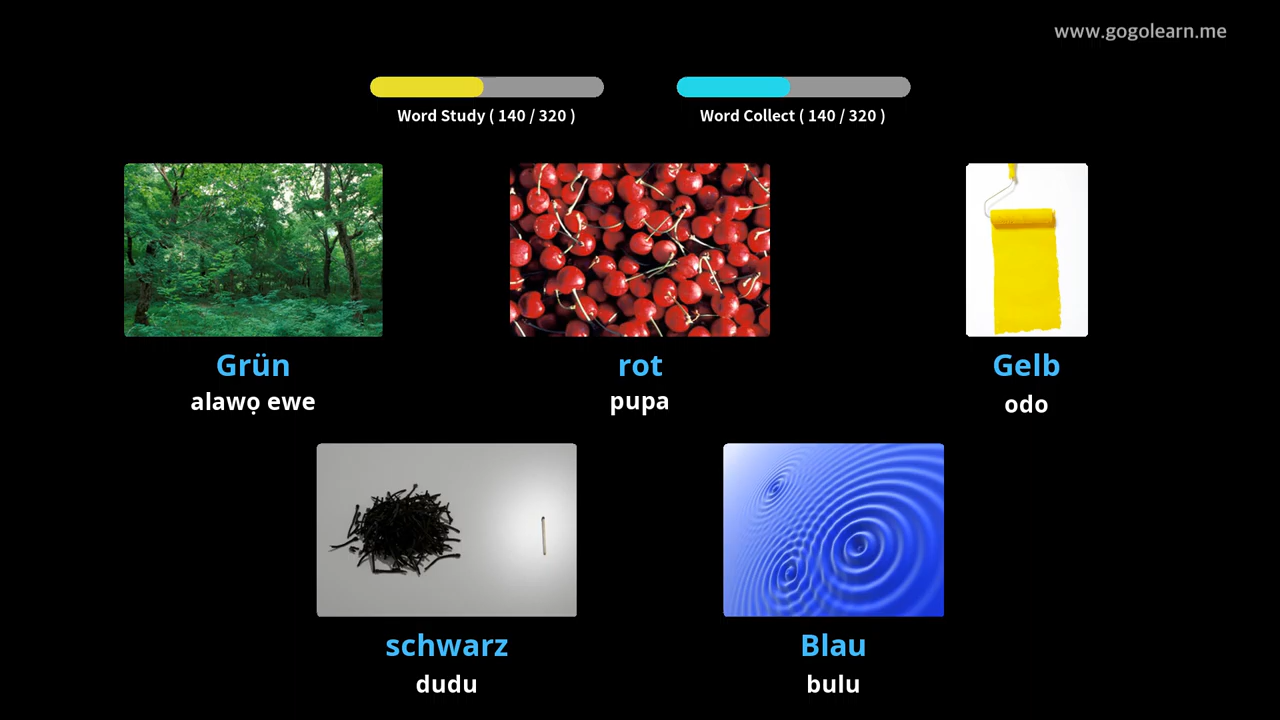 www.gogolearn.me
Word Study ( 140 / 320 )
Word Collect ( 140 / 320 )
Grün
alawọ ewe
rot
pupa
Gelb
odo
schwarz
dudu
Blau
bulu